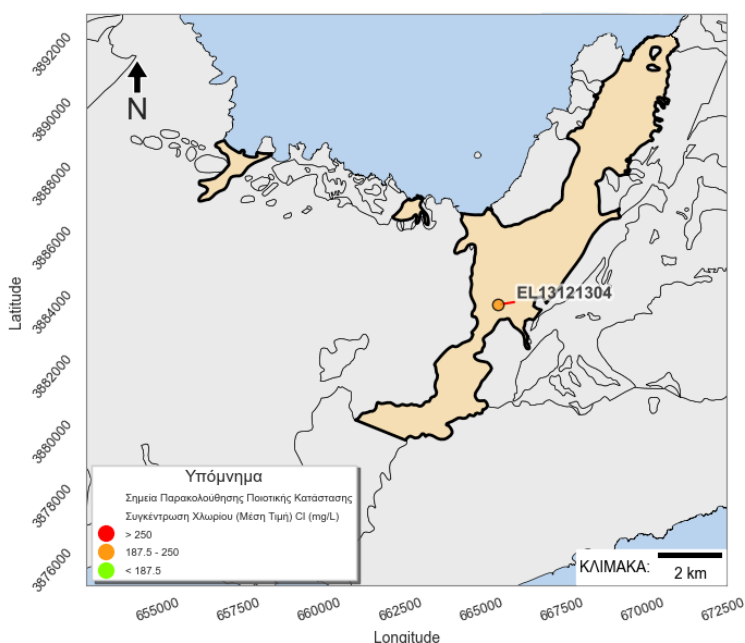 3892000
3890000
3888000
3886000
3884000
3882000
3880000
3878000
3876000
Latitude
N
EL13121304
Υπόμνημα
Σημεία Παρακολούθησης Ποιοτικής Κατάστασης
Συγκέντρωση Χλωρίου (Μέση Τιμή) Cl (mg/L)
> 250
187.5 - 250
< 187.5
ΚΛΙΜΑΚΑ:
2 km
655000 657500 660000 662500 665000 667500 670000 672500
Longitude